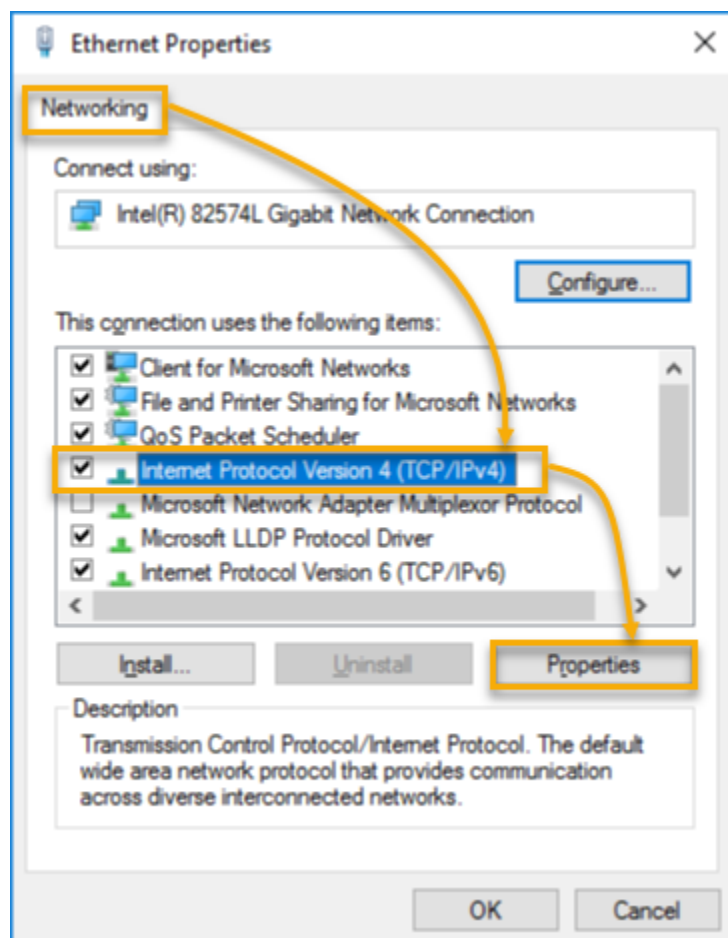 Ethernet Properties
Networking
Connect using:
Intel(R) 82574L Gigabit Network Connection
Configure...
This connection uses the following items:
Client for Microsoft Networks
File and Printer Sharing for Microsoft Networks
QoS Packet Scheduler
Internet Protocol Version 4 (TCP/IPv4)
Microsoft Network Adapter Multiplexor Protocol
Microsoft LLDP Protocol Driver
Internet Protocol Version 6 (TCP/IPv6)
Install... Uninstall Properties
Description
Transmission Control Protocol/Internet Protocol. The default
wide area network protocol that provides communication
across diverse interconnected networks.
OK Cancel